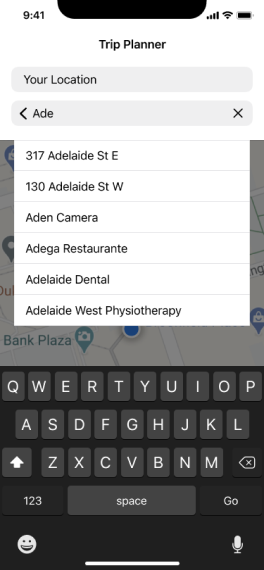 9:41
Trip Planner
Your Location
Ade
317 Adelaide St E
130 Adelaide St W
Aden Camera
Adega Restaurante
Adelaide Dental
Adelaide West Physiotherapy
Bank Plaza
Q W E R T Y U I O P
A S D F G H J K L
Z X C V B N M
123 space Go